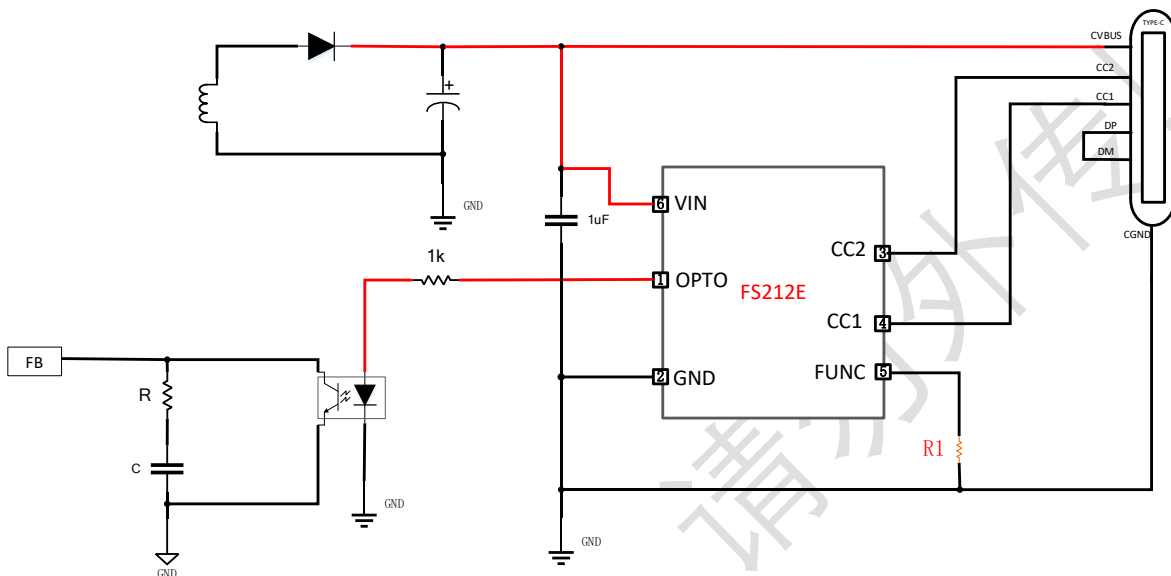 TYPE-C
CVBUS
CC2
CC1
DP
DM
CGND
+
GND
1uF
6
VIN
CC2
3
1k
1
OPTO
FS212E
CC1
4
FB
R
2
GND
FUNC
5
R1
C
GND
GND
GND
请勿外传!